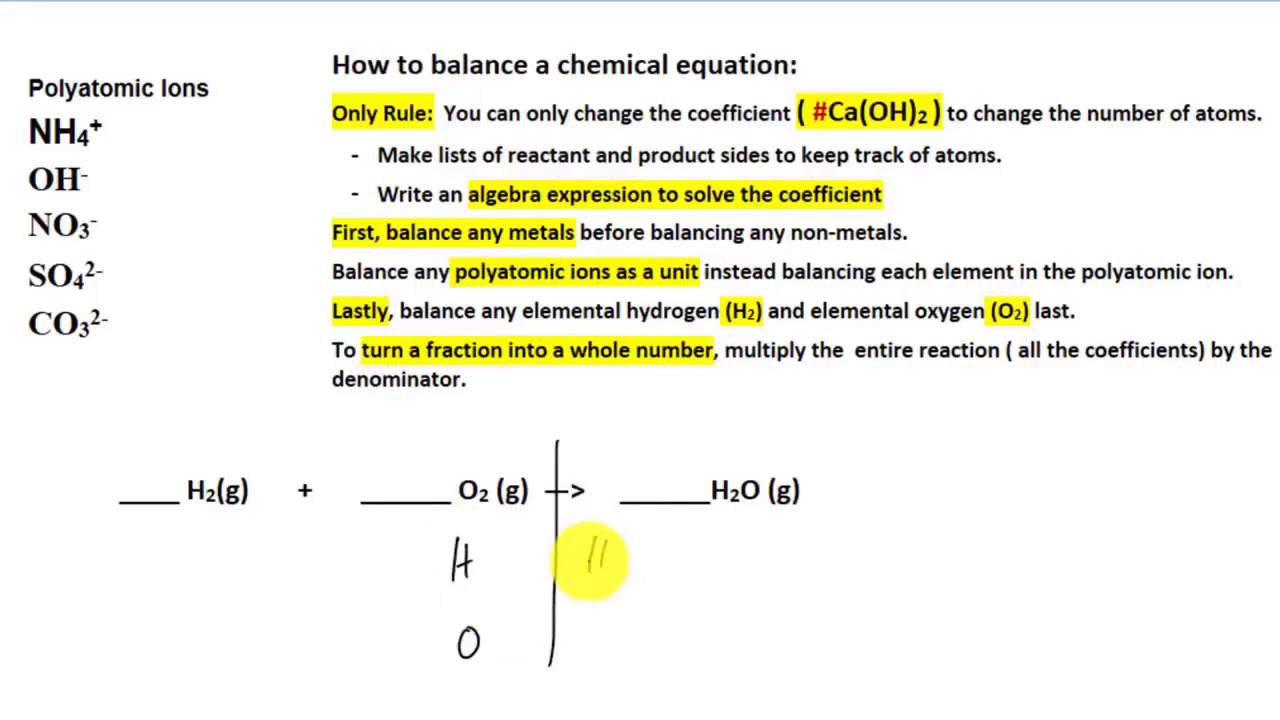 How to balance a chemical equation:
Polyatomic Ions
NH₄⁺
OH⁻
NO₃⁻
SO₄²⁻
CO₃²⁻
Only Rule: You can only change the coefficient ( #Ca(OH)₂ ) to change the number of atoms.
- Make lists of reactant and product sides to keep track of atoms.
- Write an algebra expression to solve the coefficient
First, balance any metals before balancing any non-metals.
Balance any polyatomic ions as a unit instead balancing each element in the polyatomic ion.
Lastly, balance any elemental hydrogen (H₂) and elemental oxygen (O₂) last.
To turn a fraction into a whole number, multiply the entire reaction ( all the coefficients) by the
denominator.
____ H₂(g) + ______ O₂ (g) -> ______H₂O (g)
H
O